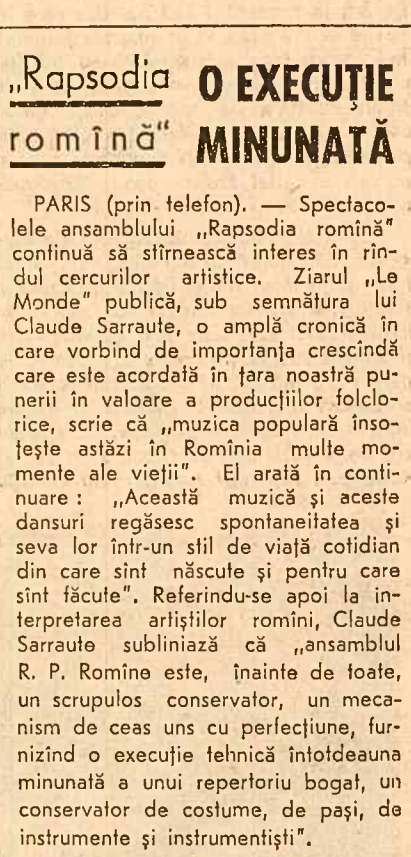 „Rapsodia
romînă"
O EXECUȚIE
MINUNATĂ
PARIS (prin telefon). — Spectaco-
lele ansamblului „Rapsodia romînă"
continuă să stîrnească interes în rîn-
dul cercurilor artistice. Ziarul „Le
Monde" publică, sub semnătura lui
Claude Sarraute, o amplă cronică în
care vorbind de importanța crescîndă
care este acordată în țara noastră pu-
nerii în valoare a producțiilor folclo-
rice, scrie că „muzica populară înso-
țește astăzi în Romînia multe mo-
mente ale vieții". El arată în conti-
nuare : „Această muzică și aceste
dansuri regăsesc spontaneitatea și
seva lor într-un stil de viață cotidian
din care sînt născute și pentru care
sînt făcute". Referindu-se apoi la in-
terpretarea artiștilor romîni, Claude
Sarraute subliniază că „ansamblul
R. P. Romîne este, înainte de toate,
un scrupulos conservator, un meca-
nism de ceas uns cu perfecțiune, fur-
nizînd o execuție tehnică întotdeauna
minunată a unui repertoriu bogat, un
conservator de costume, de pași, de
instrumente și instrumentiști".